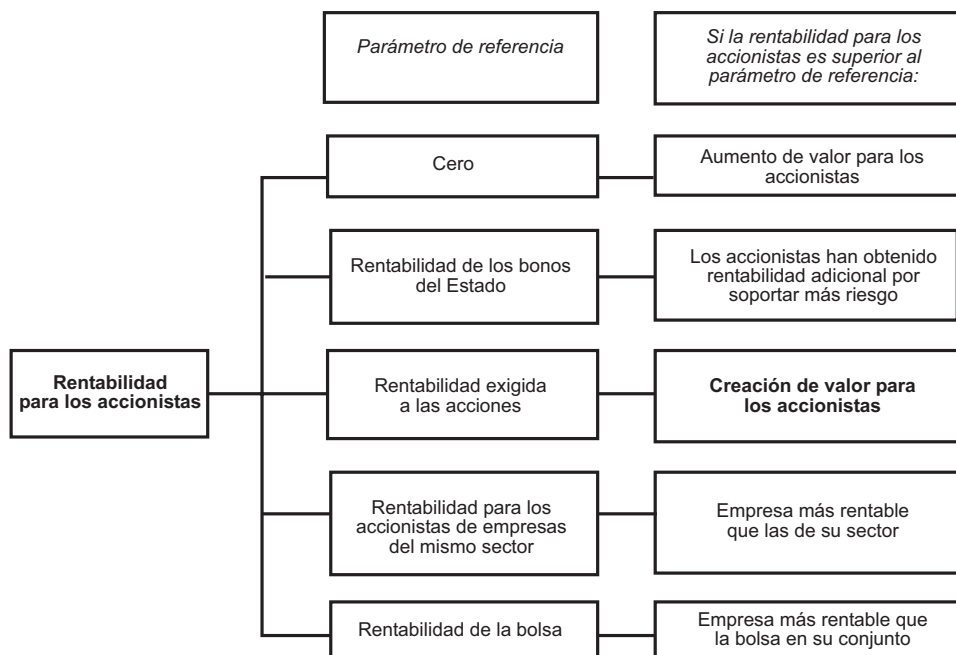 Parámetro de referencia
Si la rentabilidad para los
accionistas es superior al
parámetro de referencia:
Cero
Aumento de valor para los
accionistas
Rentabilidad de los bonos
del Estado
Los accionistas han obtenido
rentabilidad adicional por
soportar más riesgo
Rentabilidad
para los accionistas
Rentabilidad exigida
a las acciones
Creación de valor para
los accionistas
Rentabilidad para los
accionistas de empresas
del mismo sector
Empresa más rentable
que las de su sector
Rentabilidad de la bolsa
Empresa más rentable que
la bolsa en su conjunto